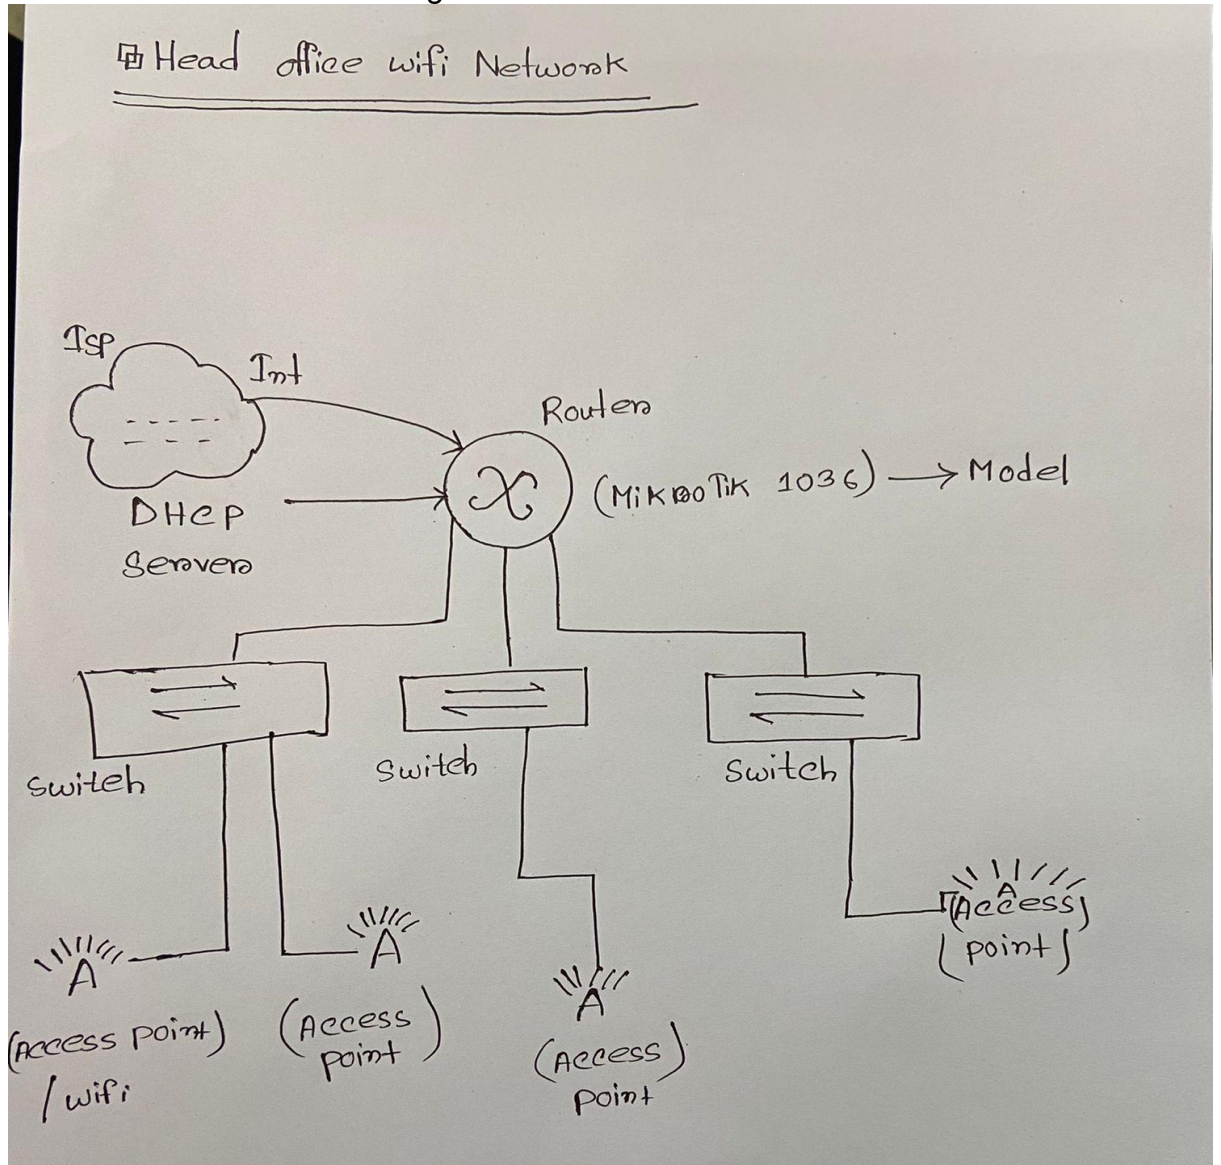 Head office wifi Network
Isp
Int
Router
(MikroTik 1036) → Model
DHCP
Server
Switch
Switch
Switch
A
(Access point)
/ wifi
A
(Access
point)
A
(Access)
point
A
(Access)
(point)